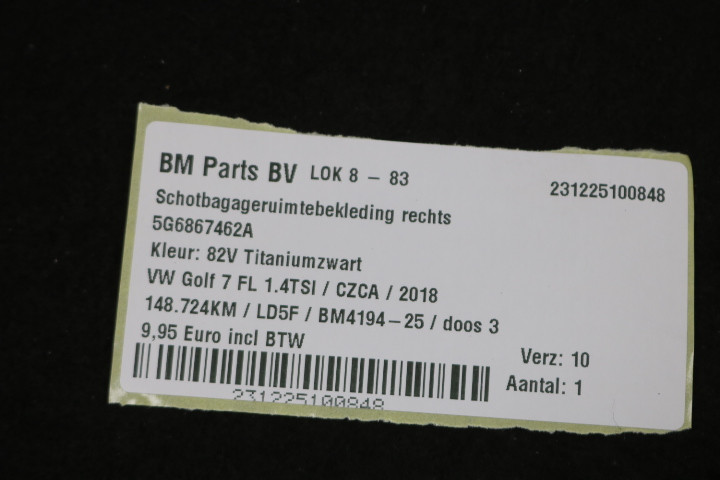 BM Parts BV LOK 8 - 83 231225100848
Schotbagageruimtebekleding rechts
5G6867462A
Kleur: 82V Titaniumzwart
VW Golf 7 FL 1.4TSI / CZCA / 2018
148.724KM / LD5F / BM4194-25 / doos 3
9,95 Euro incl BTW
Verz: 10
Aantal: 1
231225100848